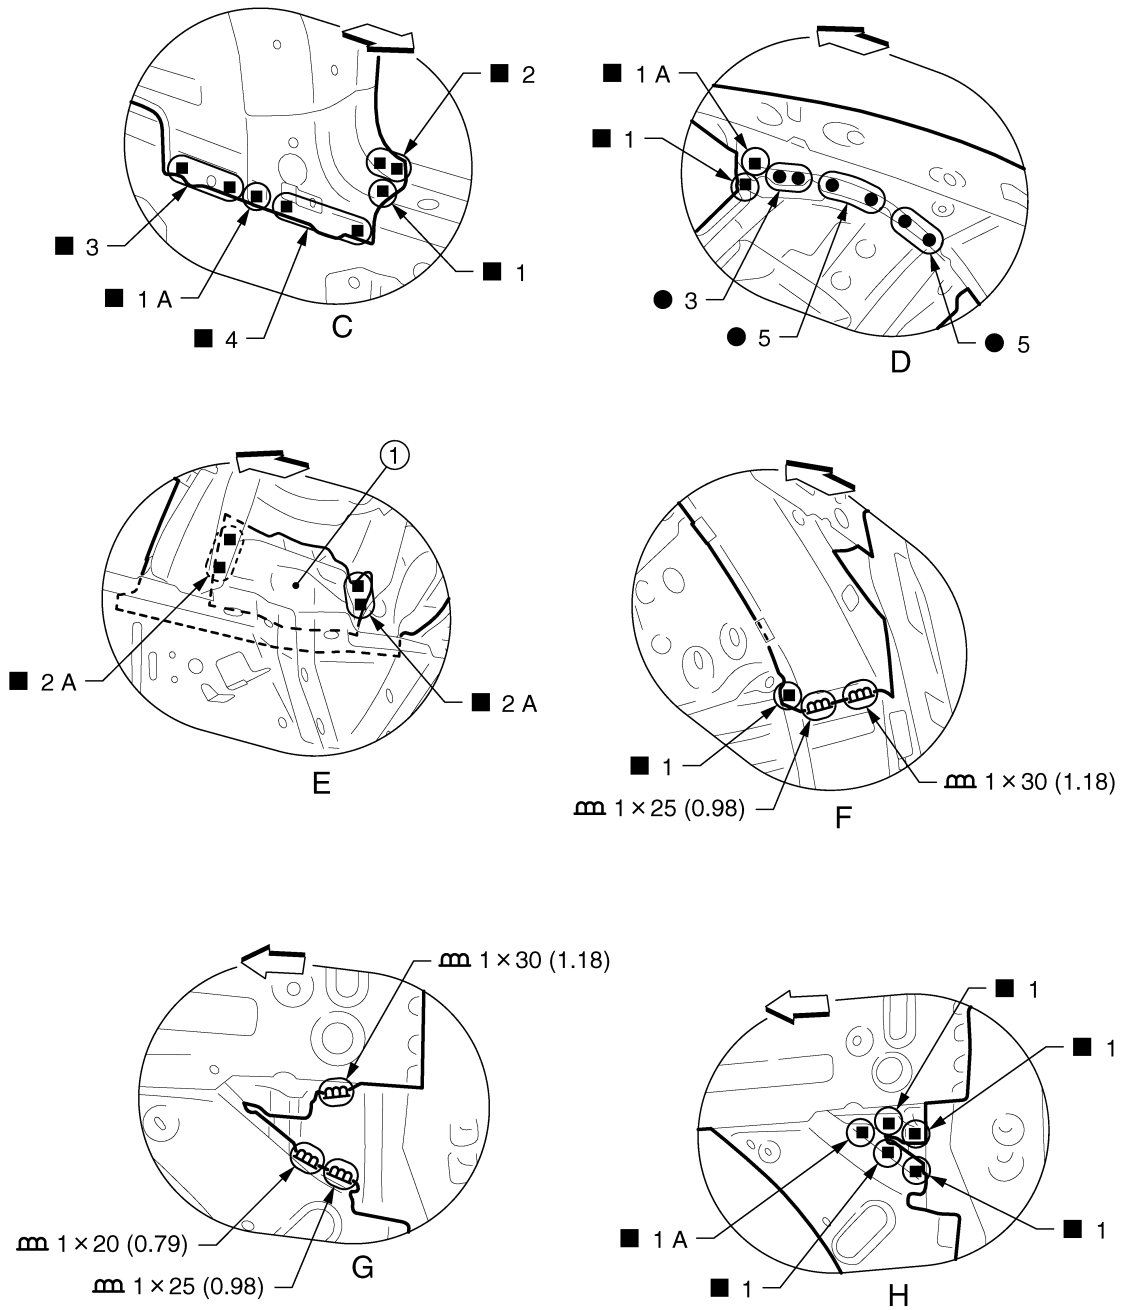 ■ 2
■ 3
■ 1 A
■ 4
■ 1
C
■ 1 A
■ 1
● 3
● 5
● 5
D
1
■ 2 A
■ 2 A
E
■ 1
1×25 (0.98)
1×30 (1.18)
F
1×30 (1.18)
1×20 (0.79)
1×25 (0.98)
G
■ 1
■ 1
■ 1 A
■ 1
■ 1
H